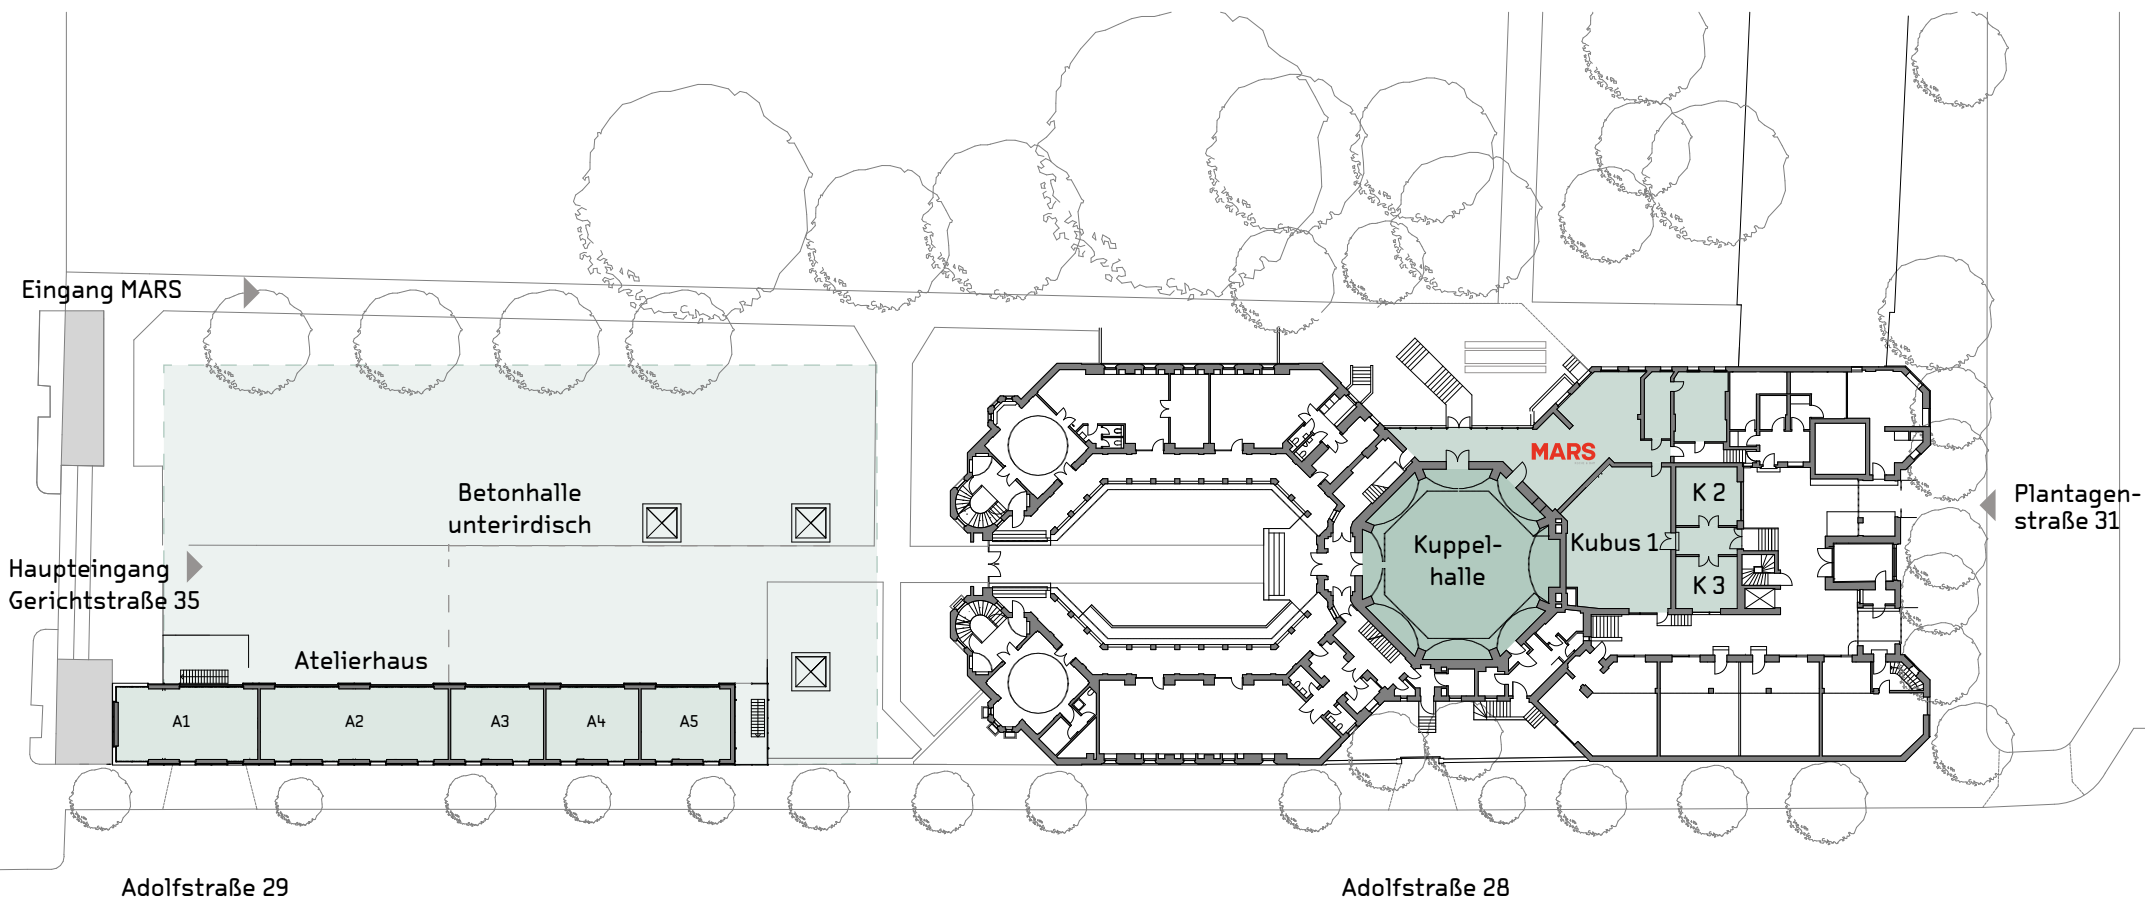 Eingang MARS
MARS
Betonhalle
unterirdisch
K 2
Plantagen-
straße 31
Kuppel-
halle
Kubus 1
Haupteingang
Gerichtstraße 35
K 3
Atelierhaus
A1
A2
A3
A4
A5
Adolfstraße 29
Adolfstraße 28